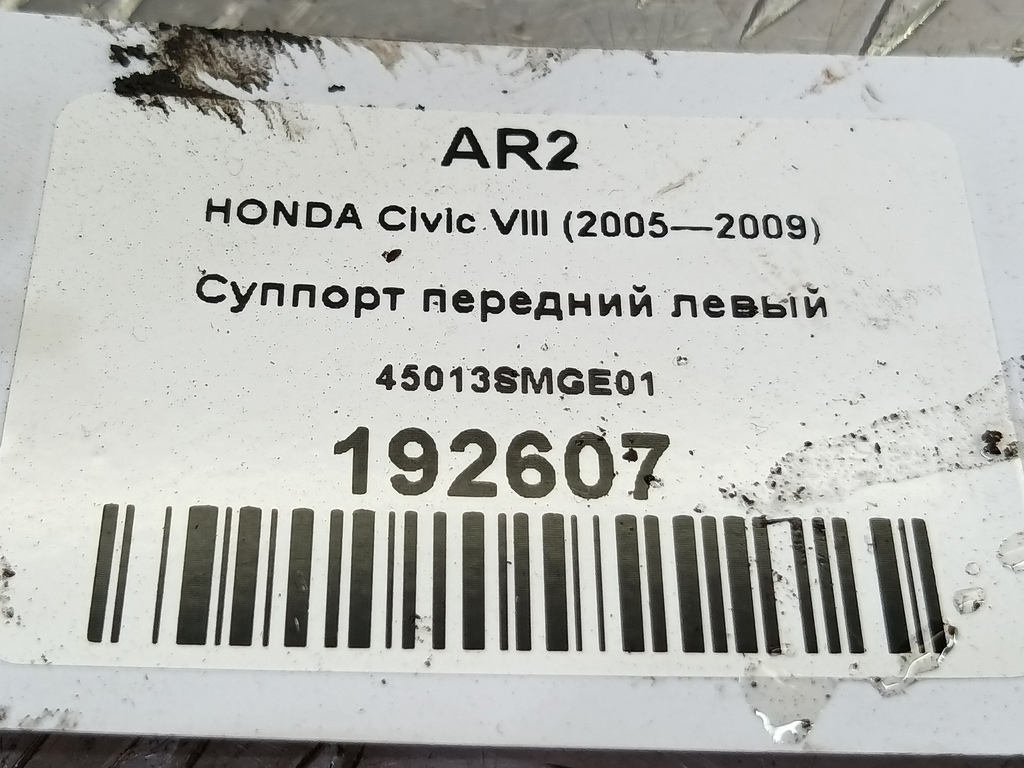 AR2
HONDA Civic VIII (2005—2009)
Суппорт передний левый
45013SMGE01
192607